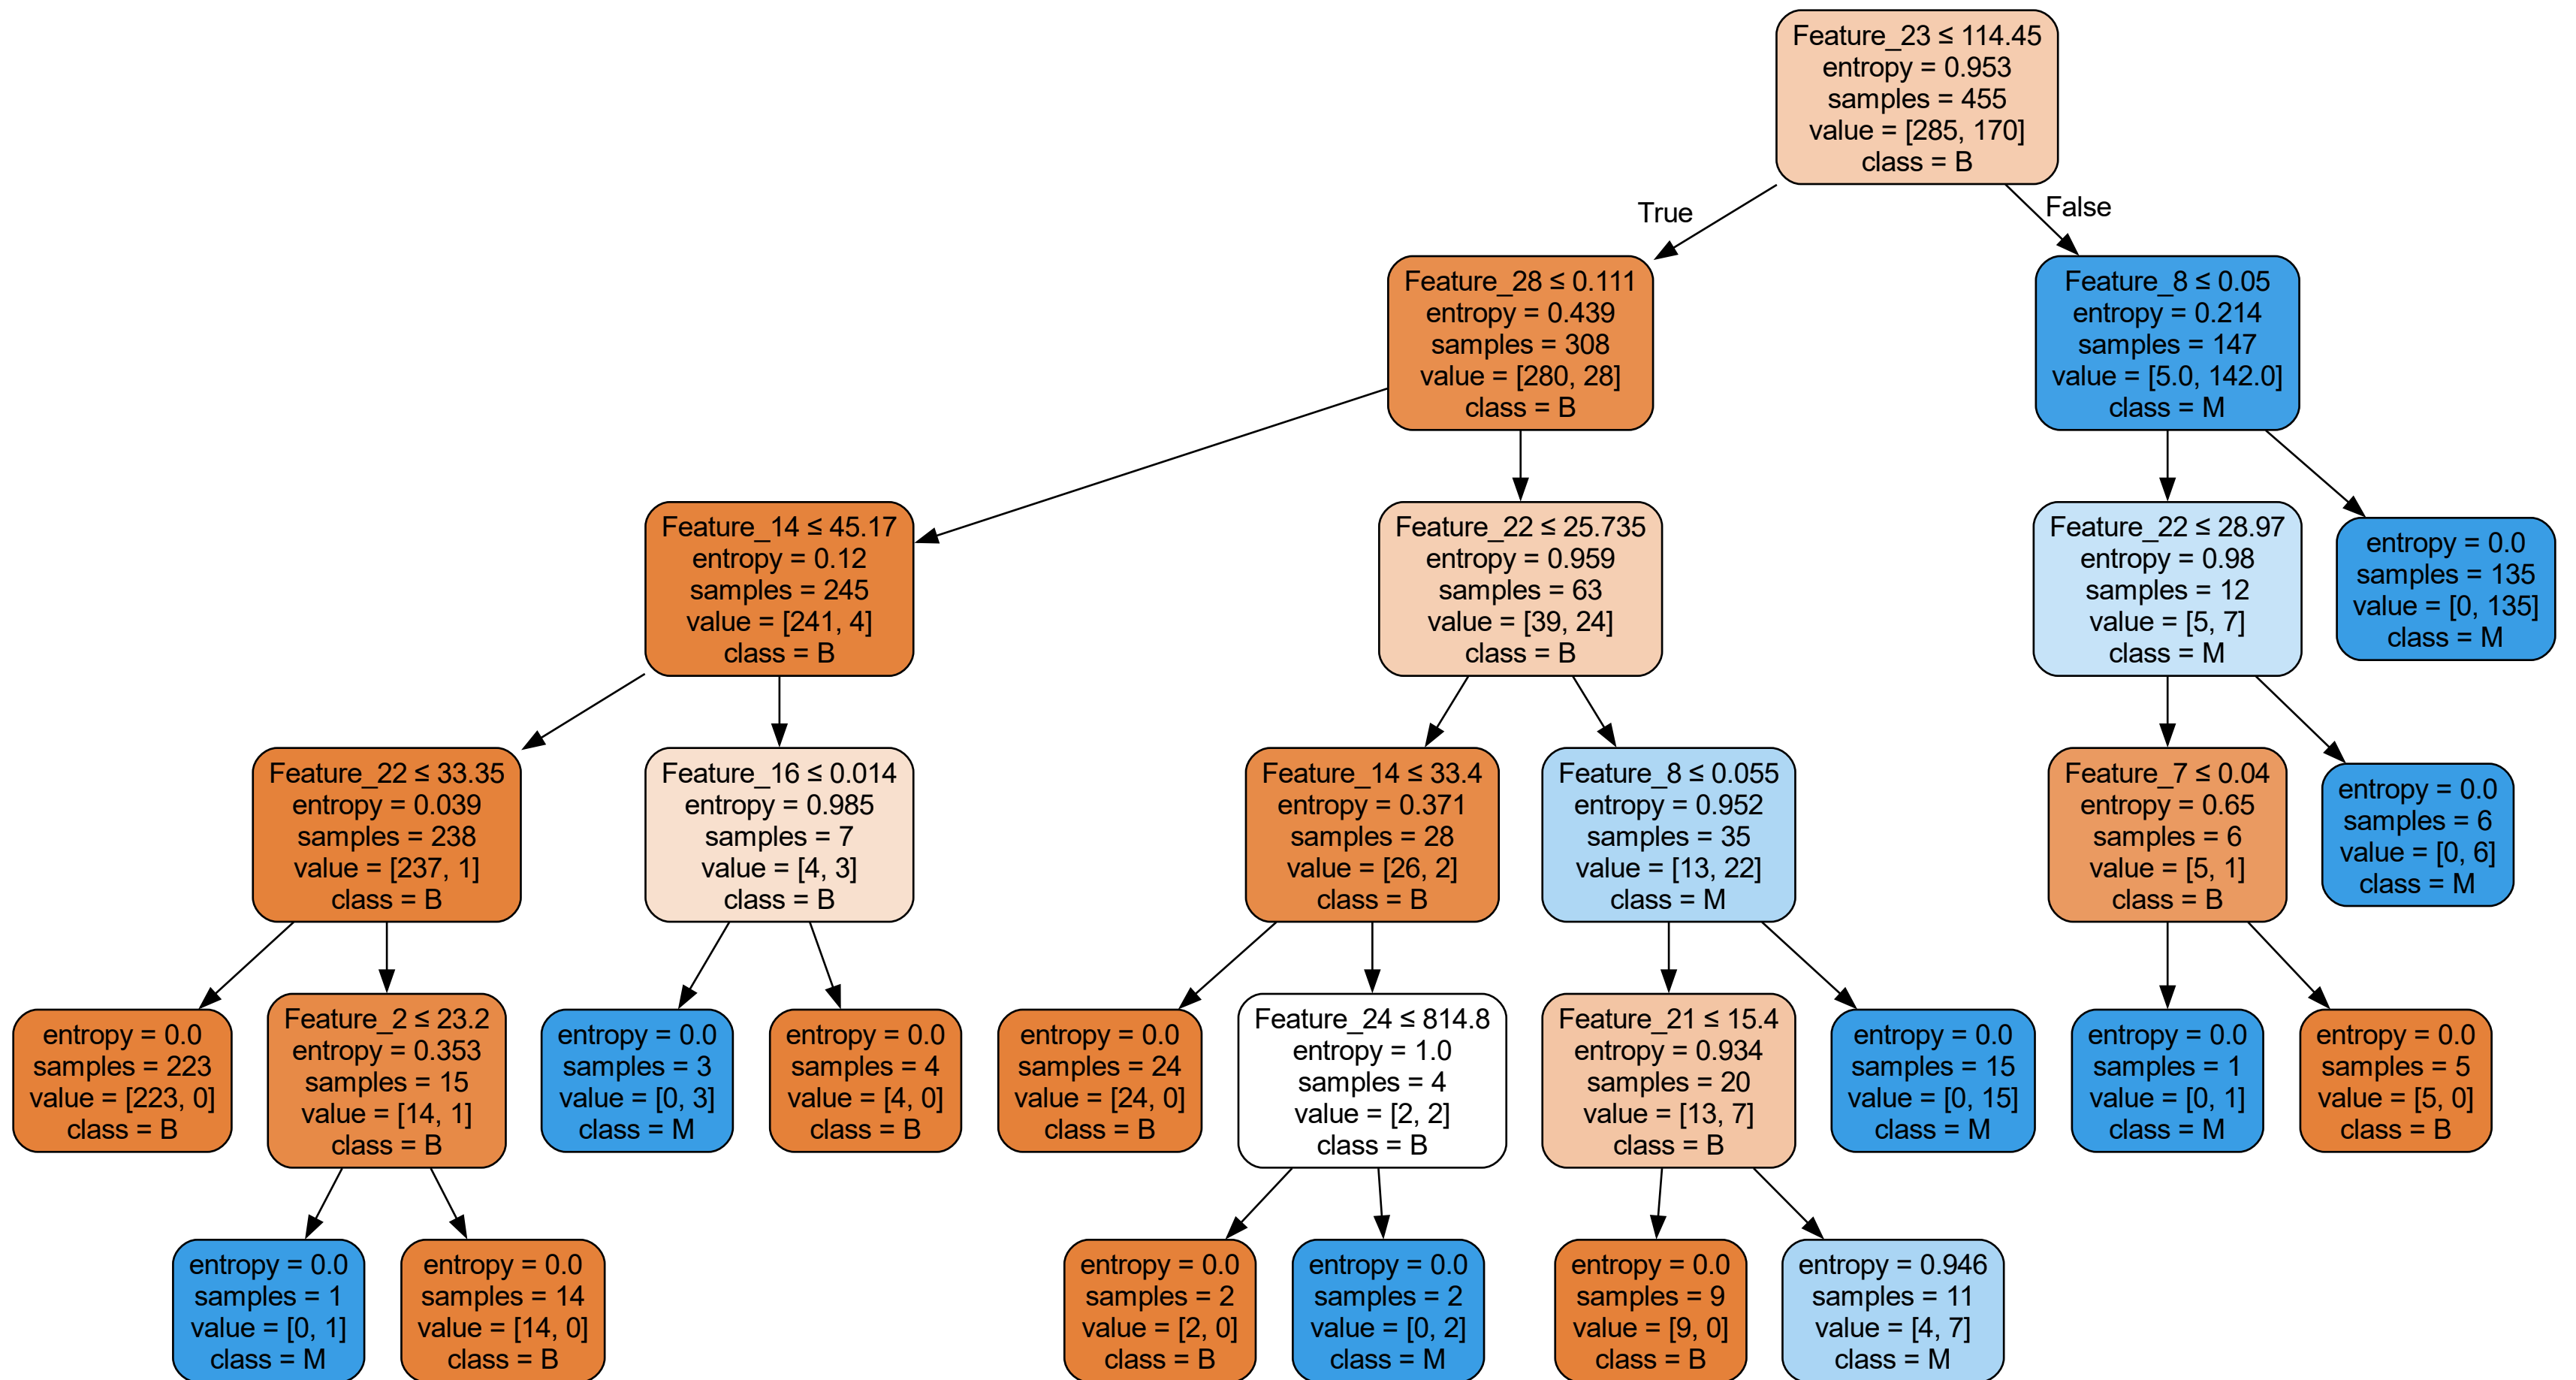 Feature_23 ≤ 114.45
entropy = 0.953
samples = 455
value = [285, 170]
class = B
True
False
Feature_28 ≤ 0.111
entropy = 0.439
samples = 308
value = [280, 28]
class = B
Feature_8 ≤ 0.05
entropy = 0.214
samples = 147
value = [5.0, 142.0]
class = M
Feature_14 ≤ 45.17
entropy = 0.12
samples = 245
value = [241, 4]
class = B
Feature_22 ≤ 25.735
entropy = 0.959
samples = 63
value = [39, 24]
class = B
Feature_22 ≤ 28.97
entropy = 0.98
samples = 12
value = [5, 7]
class = M
entropy = 0.0
samples = 135
value = [0, 135]
class = M
Feature_22 ≤ 33.35
entropy = 0.039
samples = 238
value = [237, 1]
class = B
Feature_16 ≤ 0.014
entropy = 0.985
samples = 7
value = [4, 3]
class = B
Feature_14 ≤ 33.4
entropy = 0.371
samples = 28
value = [26, 2]
class = B
Feature_8 ≤ 0.055
entropy = 0.952
samples = 35
value = [13, 22]
class = M
Feature_7 ≤ 0.04
entropy = 0.65
samples = 6
value = [5, 1]
class = B
entropy = 0.0
samples = 6
value = [0, 6]
class = M
entropy = 0.0
samples = 223
value = [223, 0]
class = B
Feature_2 ≤ 23.2
entropy = 0.353
samples = 15
value = [14, 1]
class = B
entropy = 0.0
samples = 3
value = [0, 3]
class = M
entropy = 0.0
samples = 4
value = [4, 0]
class = B
entropy = 0.0
samples = 24
value = [24, 0]
class = B
Feature_24 ≤ 814.8
entropy = 1.0
samples = 4
value = [2, 2]
class = B
Feature_21 ≤ 15.4
entropy = 0.934
samples = 20
value = [13, 7]
class = B
entropy = 0.0
samples = 15
value = [0, 15]
class = M
entropy = 0.0
samples = 1
value = [0, 1]
class = M
entropy = 0.0
samples = 5
value = [5, 0]
class = B
entropy = 0.0
samples = 1
value = [0, 1]
class = M
entropy = 0.0
samples = 14
value = [14, 0]
class = B
entropy = 0.0
samples = 2
value = [2, 0]
class = B
entropy = 0.0
samples = 2
value = [0, 2]
class = M
entropy = 0.0
samples = 9
value = [9, 0]
class = B
entropy = 0.946
samples = 11
value = [4, 7]
class = M